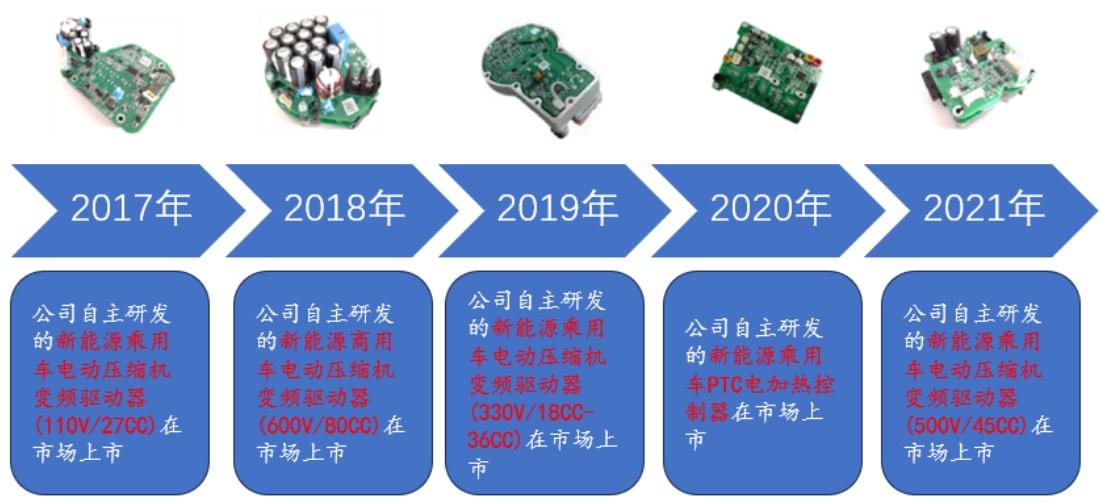 2017年
2018年
2019年
2020年
2021年
公司自主研发
的新能源乘用
车电动压缩机
变频驱动器
(110V/27CC)在
市场上市
公司自主研发
的新能源商用
车电动压缩机
变频驱动器
(600V/80CC)在
市场上市
公司自主研发
的新能源乘用
车电动压缩机
变频驱动器
(330V/18CC-
36CC)在市场上
市
公司自主研发
的新能源乘用
车PTC电加热控
制器在市场上
市
公司自主研发
的新能源乘用
车电动压缩机
变频驱动器
(500V/45CC)在
市场上市